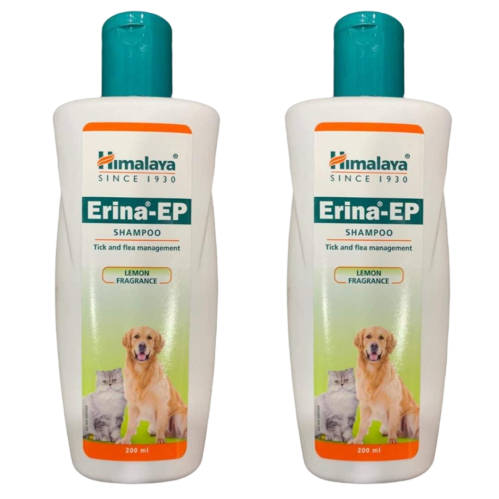 Himalaya®
SINCE 1930
Erina®-EP
SHAMPOO
Tick and flea management
LEMON
FRAGRANCE
200 ml
Himalaya®
SINCE 1930
Erina®-EP
SHAMPOO
Tick and flea management
LEMON
FRAGRANCE
200 ml